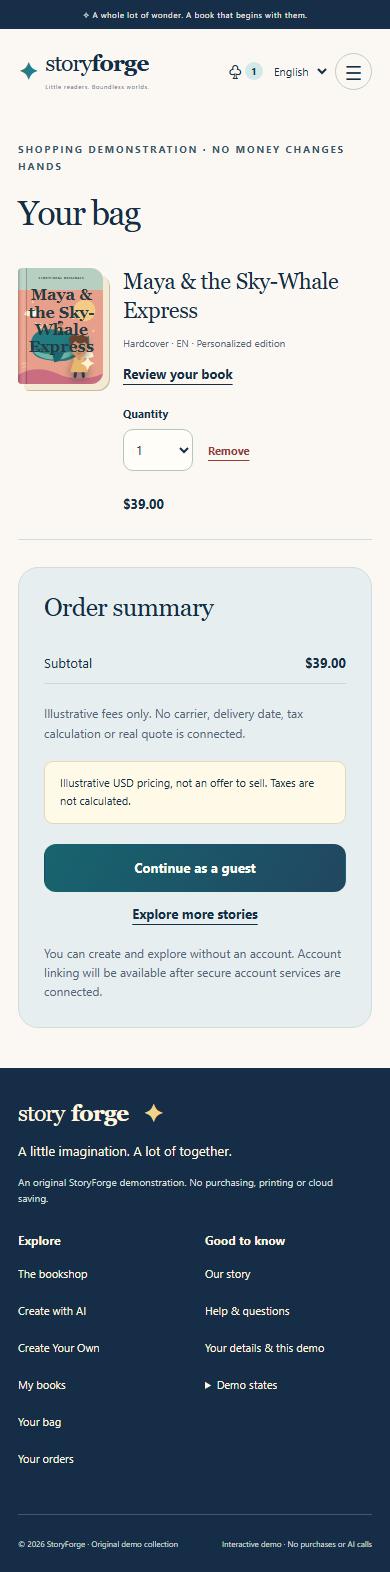 ✧ A whole lot of wonder. A book that begins with them.
storyforge
Little readers. Boundless worlds.
1
English
SHOPPING DEMONSTRATION · NO MONEY CHANGES
HANDS
Your bag
STORYFORGE ORIGINALS
Maya &
the Sky-
Whale
Express
Maya & the Sky-Whale
Express
Hardcover · EN · Personalized edition
Review your book
Quantity
1
Remove
$39.00
Order summary
Subtotal $39.00
Illustrative fees only. No carrier, delivery date, tax
calculation or real quote is connected.
Illustrative USD pricing, not an offer to sell. Taxes are
not calculated.
Continue as a guest
Explore more stories
You can create and explore without an account. Account
linking will be available after secure account services are
connected.
story forge
A little imagination. A lot of together.
An original StoryForge demonstration. No purchasing, printing or cloud
saving.
Explore
The bookshop
Create with AI
Create Your Own
My books
Your bag
Your orders
Good to know
Our story
Help & questions
Your details & this demo
Demo states
© 2026 StoryForge · Original demo collection
Interactive demo · No purchases or AI calls